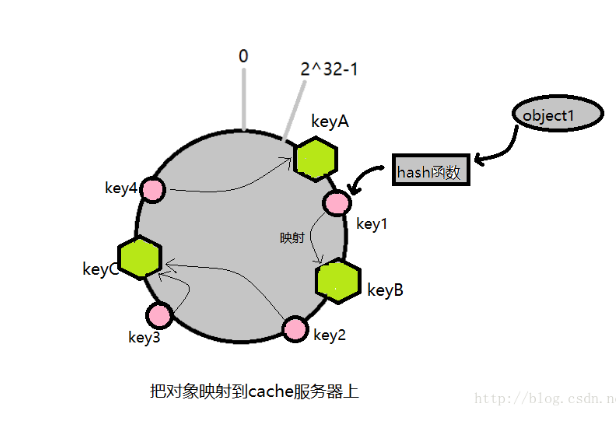 0
2^32-1
keyA
object1
key4
hash函数
key1
映射
keyC
keyB
key3
key2
把对象映射到cache服务器上
http://blog.csdn.ne